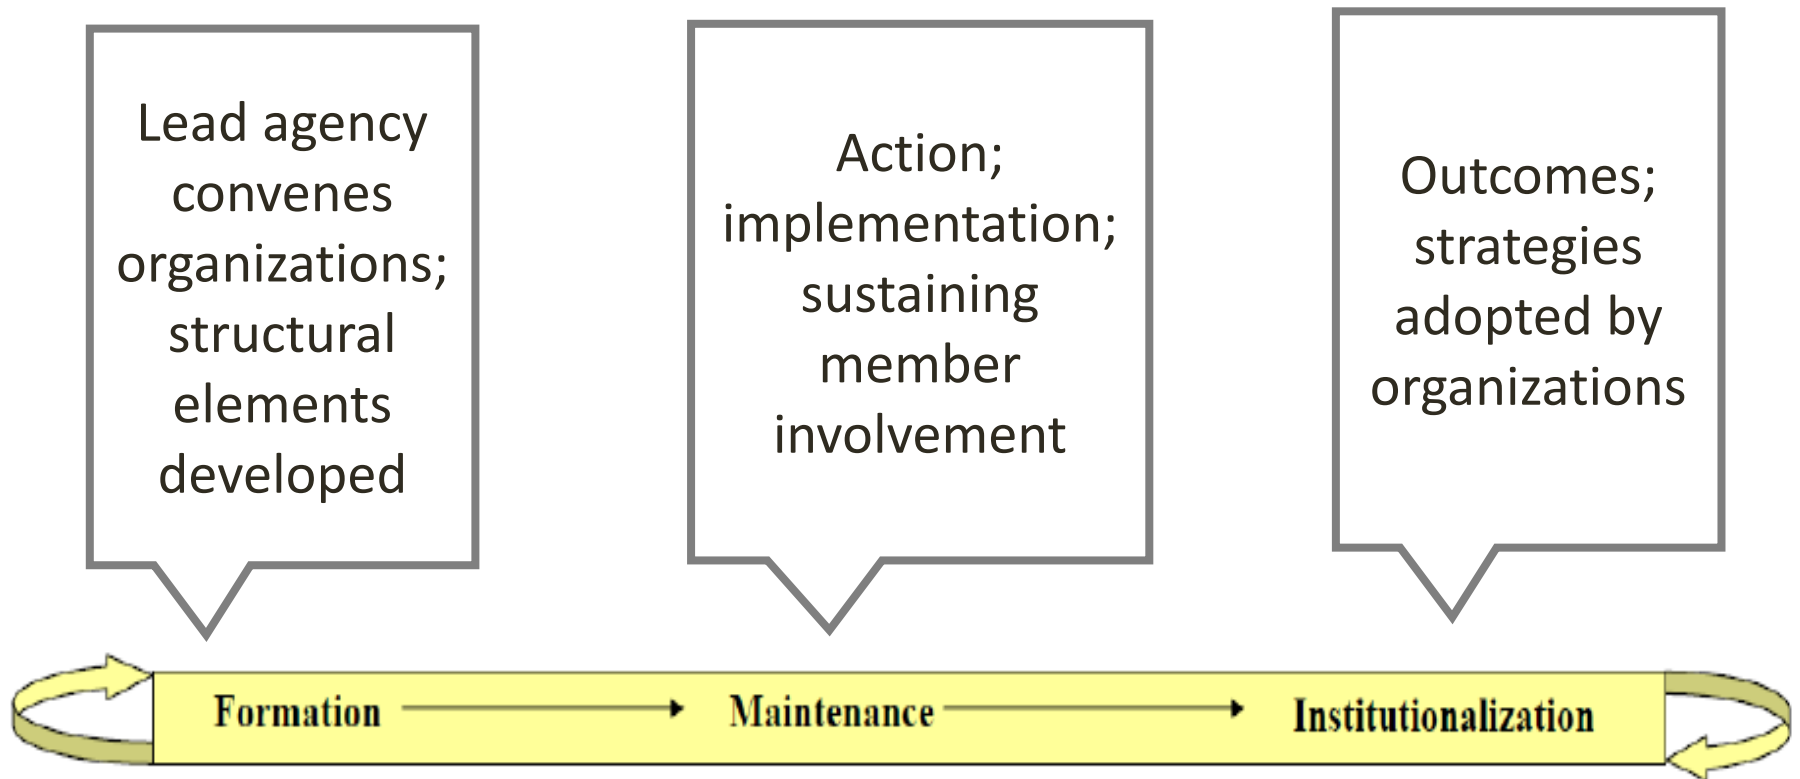 Lead agency
convenes
organizations;
structural
elements
developed
Action;
implementation;
sustaining
member
involvement
Outcomes;
strategies
adopted by
organizations
Formation
Maintenance
Institutionalization